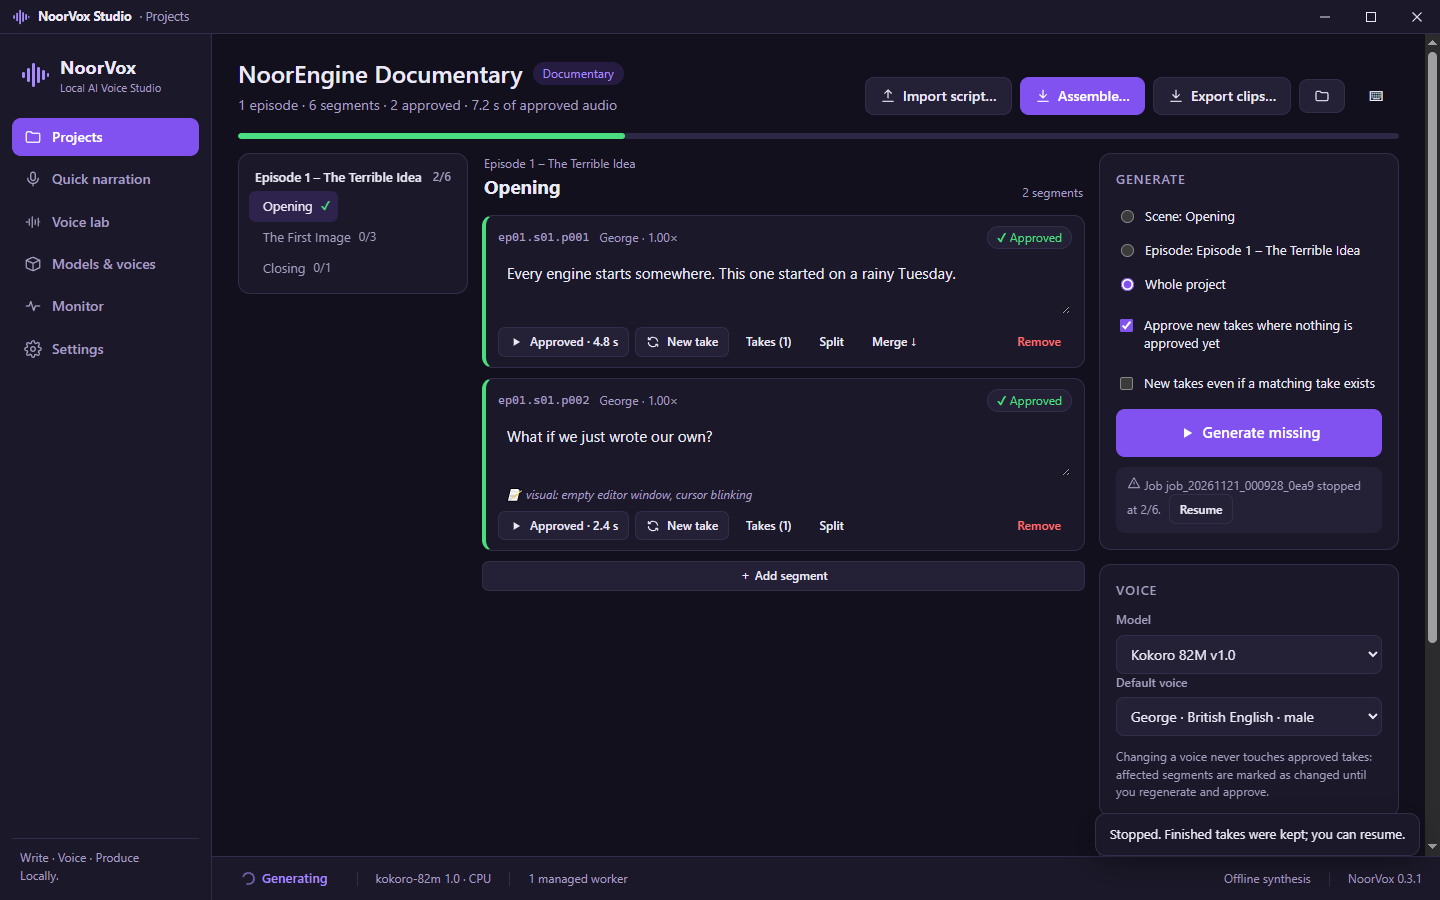 NoorVox Studio · Projects
NoorVox
Local AI Voice Studio
Projects
Quick narration
Voice lab
Models & voices
Monitor
Settings
Write · Voice · Produce
Locally.
NoorEngine Documentary Documentary
1 episode · 6 segments · 2 approved · 7.2 s of approved audio
Import script...
Assemble...
Export clips...
Episode 1 – The Terrible Idea 2/6
Opening ✓
The First Image 0/3
Closing 0/1
Episode 1 – The Terrible Idea
Opening
2 segments
ep01.s01.p001 George · 1.00×
✓ Approved
Every engine starts somewhere. This one started on a rainy Tuesday.
Approved · 4.8 s New take Takes (1) Split Merge ↓ Remove
ep01.s01.p002 George · 1.00×
✓ Approved
What if we just wrote our own?
visual: empty editor window, cursor blinking
Approved · 2.4 s New take Takes (1) Split Remove
+ Add segment
GENERATE
Scene: Opening
Episode: Episode 1 – The Terrible Idea
Whole project
Approve new takes where nothing is
approved yet
New takes even if a matching take exists
Generate missing
Job job_20261121_000928_0ea9 stopped
at 2/6. Resume
VOICE
Model
Kokoro 82M v1.0
Default voice
George · British English · male
Changing a voice never touches approved takes:
affected segments are marked as changed until
you regenerate and approve.
Stopped. Finished takes were kept; you can resume.
Generating kokoro-82m 1.0 · CPU 1 managed worker
Offline synthesis NoorVox 0.3.1